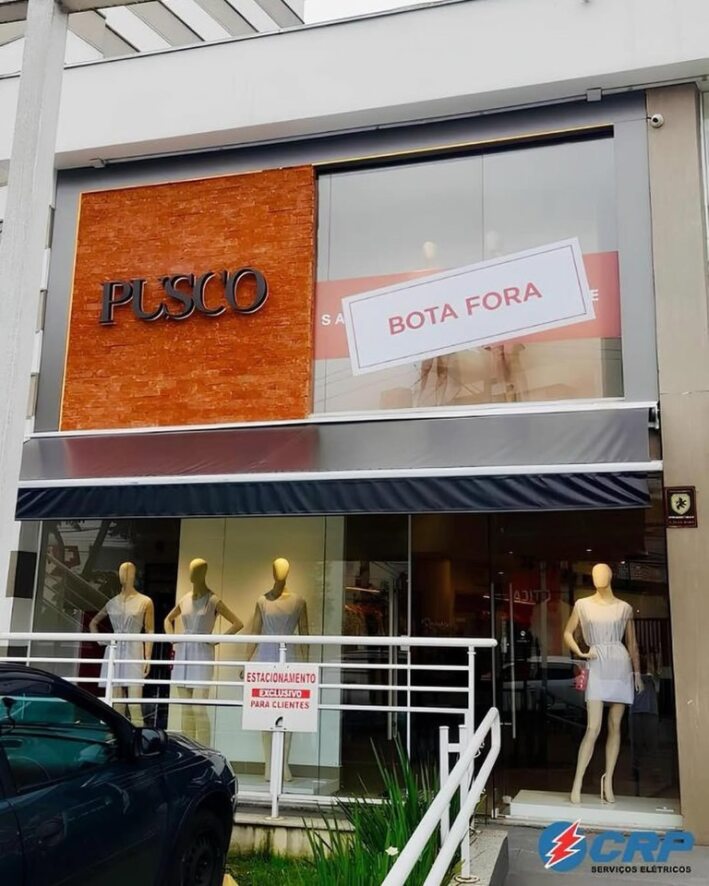 PUSCO
BOTA FORA
ESTACIONAMENTO
EXCLUSIVO
PARA CLIENTES
CRP
SERVIÇOS ELÉTRICOS